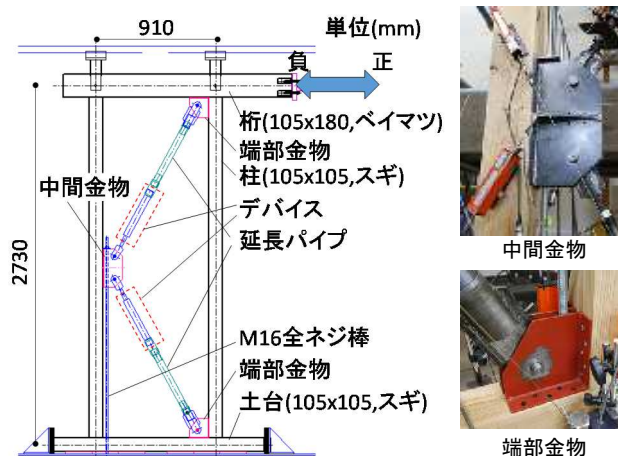 910
単位(mm)
負 正
桁(105x180,ベイマツ)
端部金物
柱(105x105,スギ)
中間金物
デバイス
延長パイプ
2730
M16全ネジ棒
端部金物
土台(105x105,スギ)
中間金物
端部金物